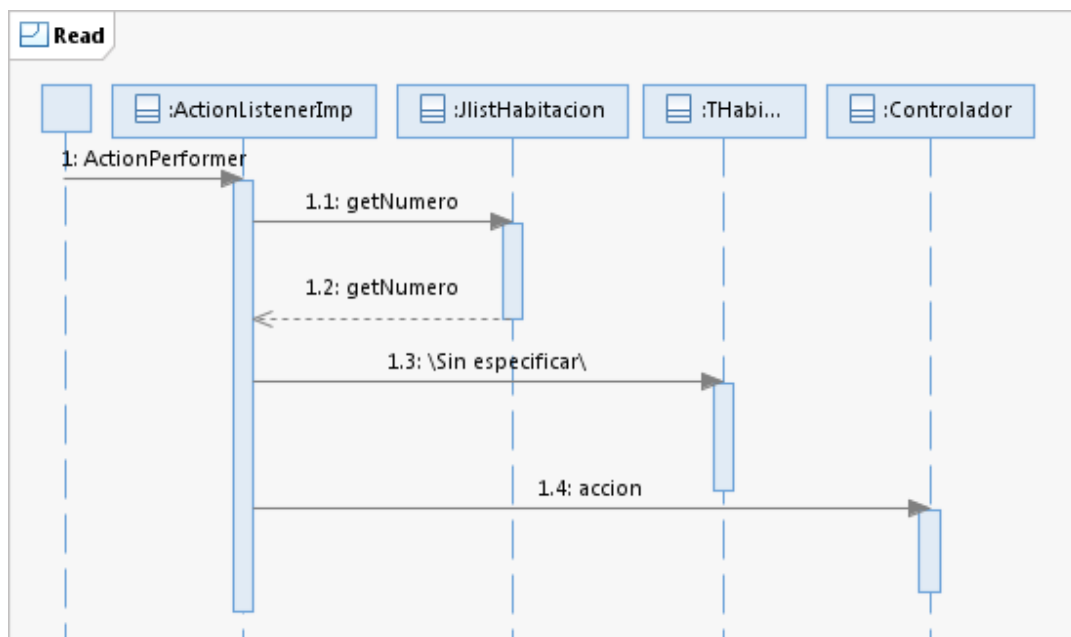 Read
:ActionListenerImp
:JlistHabitacion
:THabi...
:Controlador
1: ActionPerformer
1.1: getNumero
1.2: getNumero
1.3: \Sin especificar\
1.4: accion